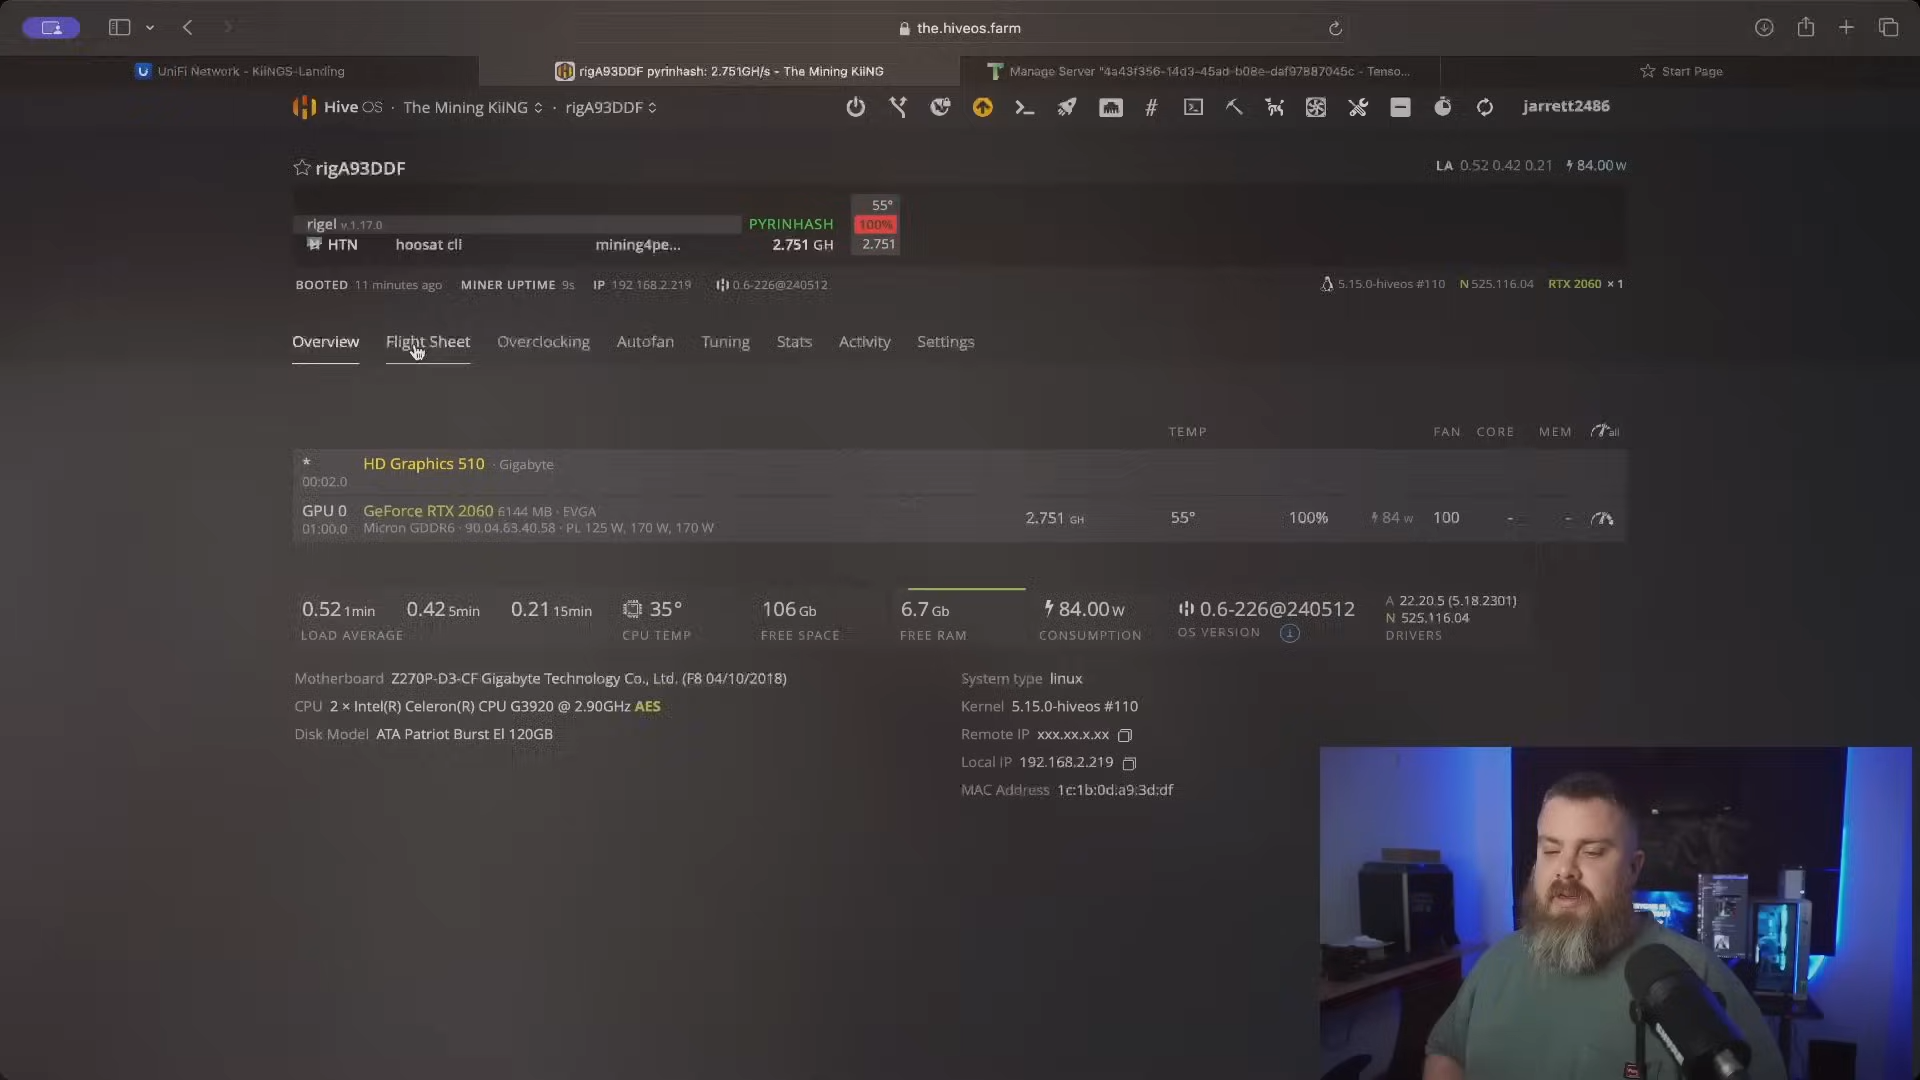 the.hiveos.farm
UniFi Network - KiiNGS-Landing
rigA93DDF pyrinhash: 2.751GH/s - The Mining KiiNG
Manage Server "4a43f356-14d3-45ad-b08e-daf97887045c - Tenso...
Start Page
Hive OS · The Mining KiiNG · rigA93DDF
jarrett2486
rigA93DDF
LA 0.52 0.42 0.21 84.00 W
55°
rigel v.1.17.0 PYRINHASH 100%
HTN hoosat cli mining4pe... 2.751 GH 2.751
BOOTED 11 minutes ago MINER UPTIME 9s IP 192.168.2.219 0.6-226@240512
5.15.0-hiveos #110 N 525.116.04 RTX 2060 × 1
Overview Flight Sheet Overclocking Autofan Tuning Stats Activity Settings
TEMP FAN CORE MEM all
* HD Graphics 510 · Gigabyte
00:02.0
GPU 0 GeForce RTX 2060 6144 MB · EVGA
01:00.0 Micron GDDR6 · 90.04.63.40.58 · PL 125 W, 170 W, 170 W
2.751 GH 55° 100% 84 W 100 - -
0.52 1min 0.42 5min 0.21 15min 35° 106 Gb 6.7 Gb 84.00 W 0.6-226@240512
LOAD AVERAGE CPU TEMP FREE SPACE FREE RAM CONSUMPTION OS VERSION
A 22.20.5 (5.18.2301)
N 525.116.04
DRIVERS
Motherboard Z270P-D3-CF Gigabyte Technology Co., Ltd. (F8 04/10/2018)
CPU 2 × Intel(R) Celeron(R) CPU G3920 @ 2.90GHz AES
Disk Model ATA Patriot Burst El 120GB
System type linux
Kernel 5.15.0-hiveos #110
Remote IP xxx.xx.x.xx
Local IP 192.168.2.219
MAC Address 1c:1b:0d:a9:3d:df